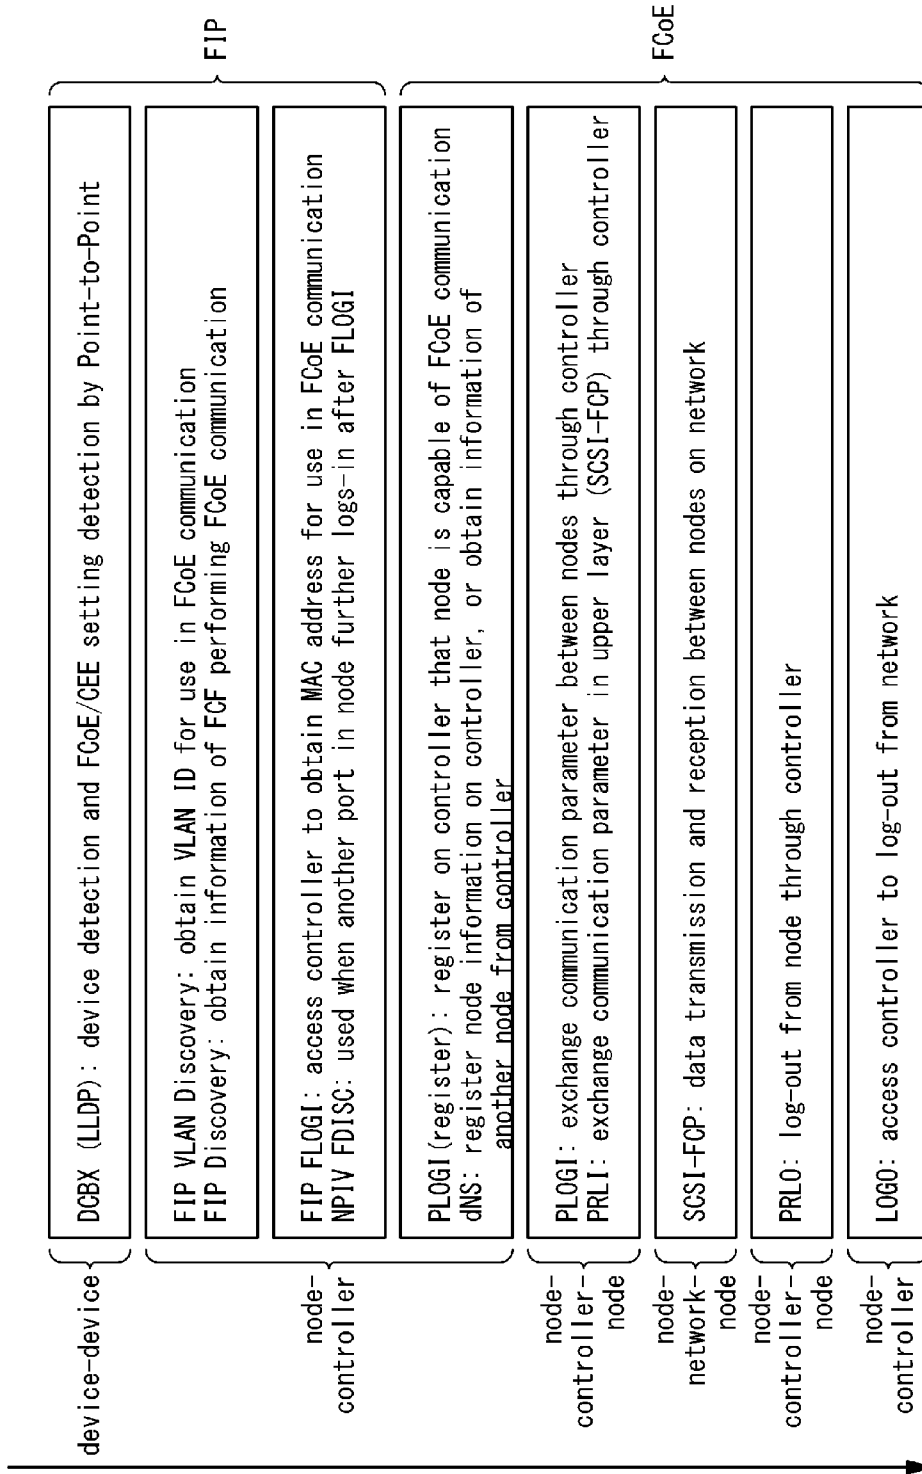 device-device
DCBX (LLDP): device detection and FCoE/CEE setting detection by Point-to-Point
FIP VLAN Discovery: obtain VLAN ID for use in FCoE communication
FIP Discovery: obtain information of FCF performing FCoE communication
FIP
node-
controller
FIP FLOGI: access controller to obtain MAC address for use in FCoE communication
NPIV FDISC: used when another port in node further logs-in after FLOGI
PLOGI(register): register on controller that node is capable of FCoE communication
dNS: register node information on controller, or obtain information of
another node from controller
node-
controller-
node
PLOGI: exchange communication parameter between nodes through controller
PRLI: exchange communication parameter in upper layer (SCSI-FCP) through controller
FCoE
node-
network-
node
SCSI-FCP: data transmission and reception between nodes on network
node-
controller-
node
PRLO: log-out from node through controller
node-
controller
LOGO: access controller to log-out from network